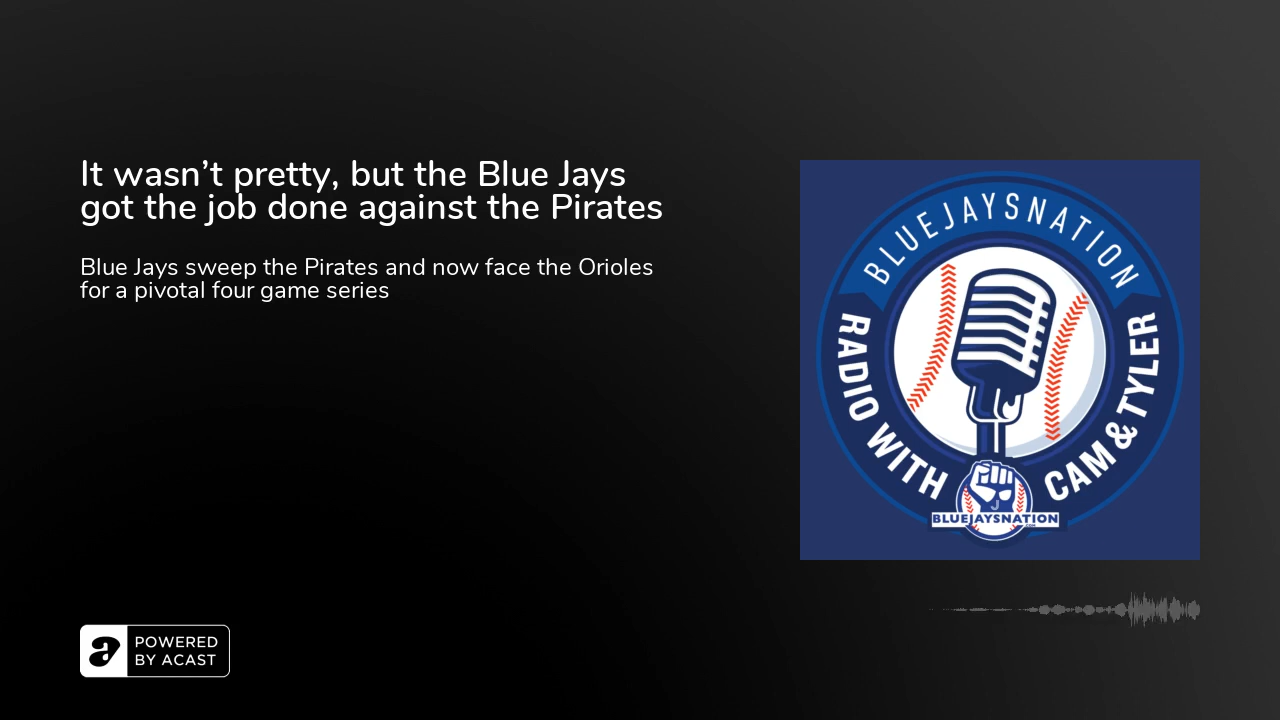 It wasn’t pretty, but the Blue Jays
got the job done against the Pirates
Blue Jays sweep the Pirates and now face the Orioles
for a pivotal four game series
BLUEJAYSNATION
RADIO WITH CAM & TYLER
J
BLUEJAYSNATION
POWERED
BY ACAST